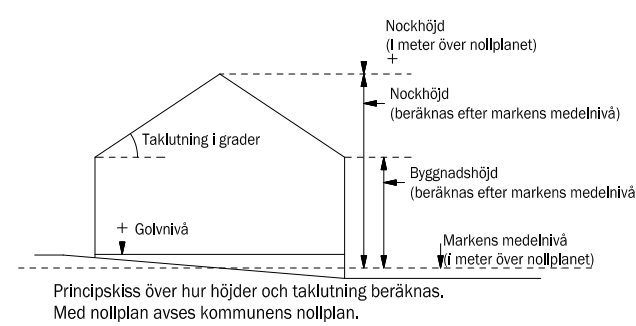 Nockhöjd
(i meter över nollplanet)
+
Nockhöjd
(beräknas efter markens medelnivå)
Taklutning i grader
Byggnadshöjd
(beräknas efter markens medelnivå
+ Golvnivå
Markens medelnivå
(i meter över nollplanet)
Principskiss över hur höjder och taklutning beräknas.
Med nollplan avses kommunens nollplan.